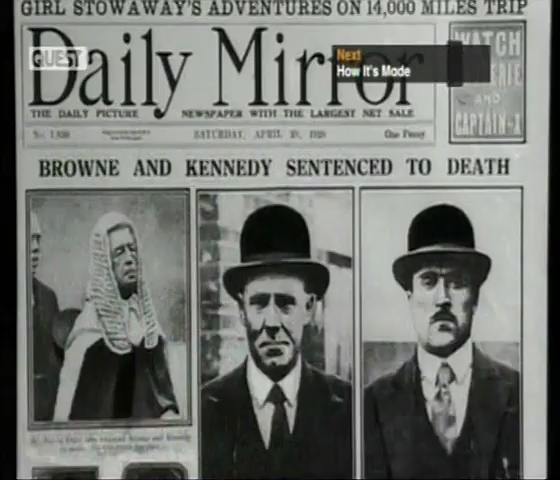 GIRL STOWAWAY'S ADVENTURES ON 14,000 MILES TRIP
QUEST
Daily Mirror
Next
How It's Made
WATCH
AND
CAPTAIN-X
THE DAILY PICTURE NEWSPAPER WITH THE LARGEST NET SALE
SATURDAY, APRIL 1928 One Penny
BROWNE AND KENNEDY SENTENCED TO DEATH